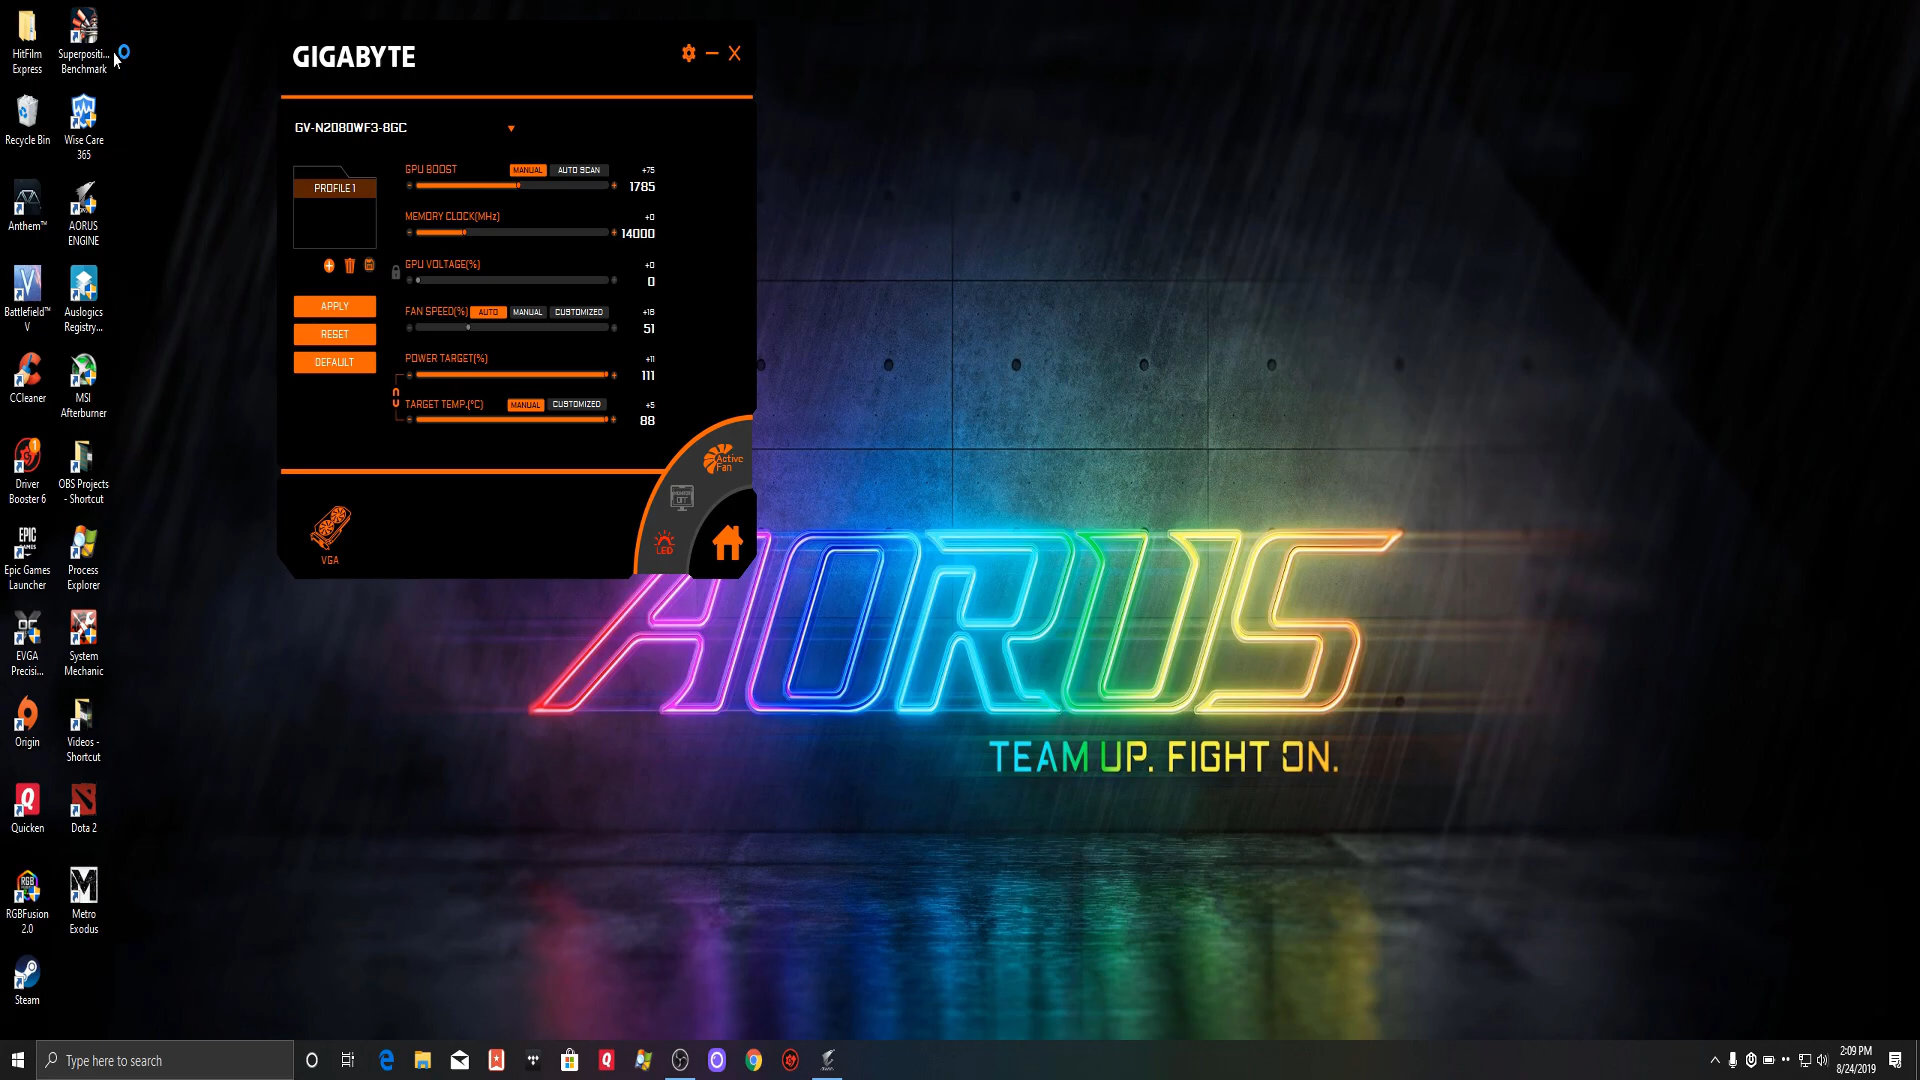 HitFilm
Express
Superpositi...
Benchmark
Recycle Bin
Wise Care
365
Anthem™
AORUS
ENGINE
Battlefield™
V
Auslogics
Registry...
CCleaner
MSI
Afterburner
1
Driver
Booster 6
OBS Projects
- Shortcut
EPIC
GAMES
Epic Games
Launcher
Process
Explorer
EVGA
Precisi...
System
Mechanic
Origin
Videos -
Shortcut
Quicken
Dota 2
RGB
RGBFusion
2.0
Metro
Exodus
Steam
GIGABYTE
GV-N2080WF3-8GC
PROFILE 1
APPLY
RESET
DEFAULT
GPU BOOST MANUAL AUTO SCAN +75
1785
MEMORY CLOCK(MHz) +0
14000
GPU VOLTAGE(%) +0
0
FAN SPEED(%) AUTO MANUAL CUSTOMIZED +18
51
POWER TARGET(%) +11
111
TARGET TEMP.(°C) MANUAL CUSTOMIZED +5
88
Active
Fan
LED
VGA
AORUS
TEAM UP. FIGHT ON.
Type here to search
2:09 PM
8/24/2019